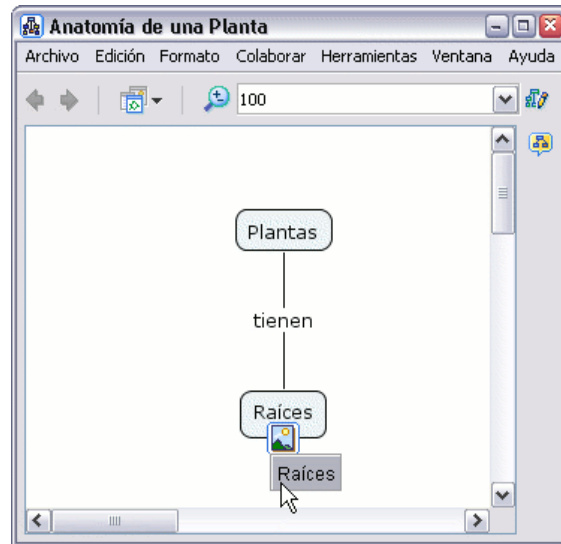 Anatomía de una Planta
Archivo Edición Formato Colaborar Herramientas Ventana Ayuda
100
Plantas
tienen
Raíces
Raíces